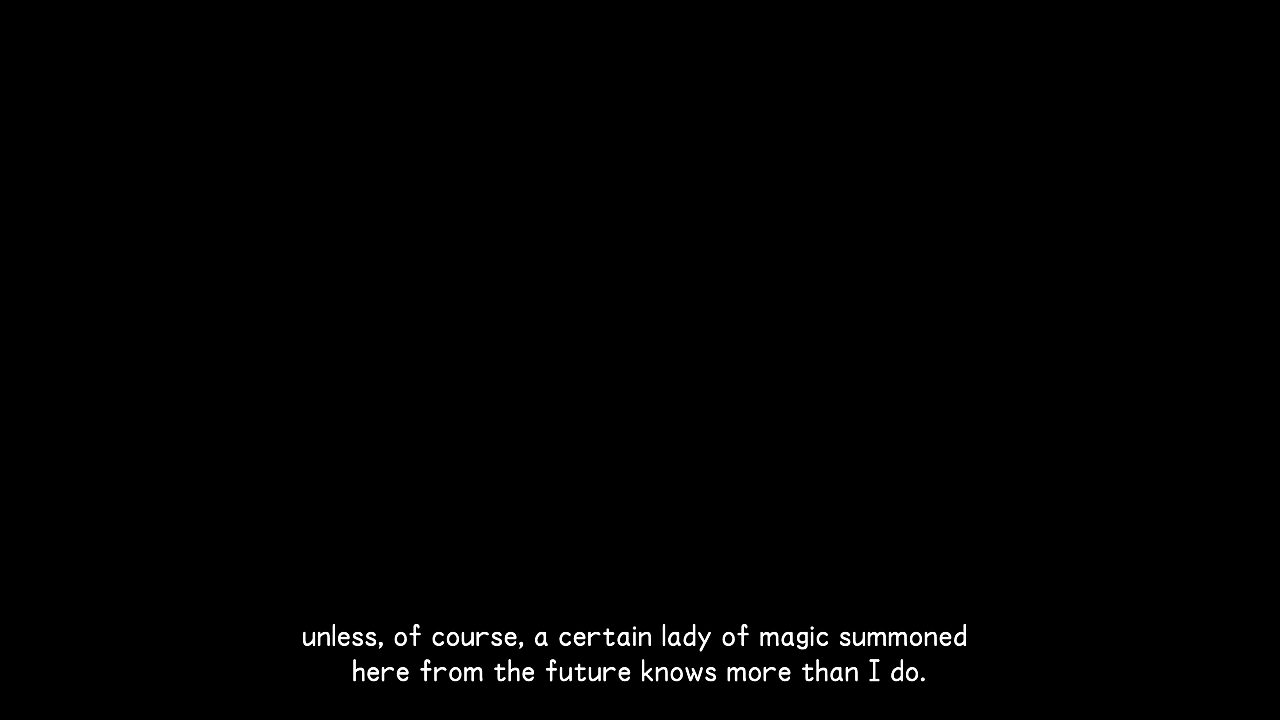 unless, of course, a certain lady of magic summoned
here from the future knows more than I do.